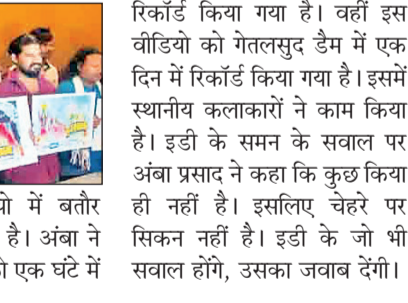 यो में बतौर
है। अंबा ने
एक घंटे में
रिकॉर्ड किया गया है। वहीं इस
वीडियो को गेतलसुद डैम में एक
दिन में रिकॉर्ड किया गया है। इसमें
स्थानीय कलाकारों ने काम किया
है। इडी के समन के सवाल पर
अंबा प्रसाद ने कहा कि कुछ किया
ही नहीं है। इसलिए चेहरे पर
सिकन नहीं है। इडी के जो भी
सवाल होंगे, उसका जवाब देंगी।